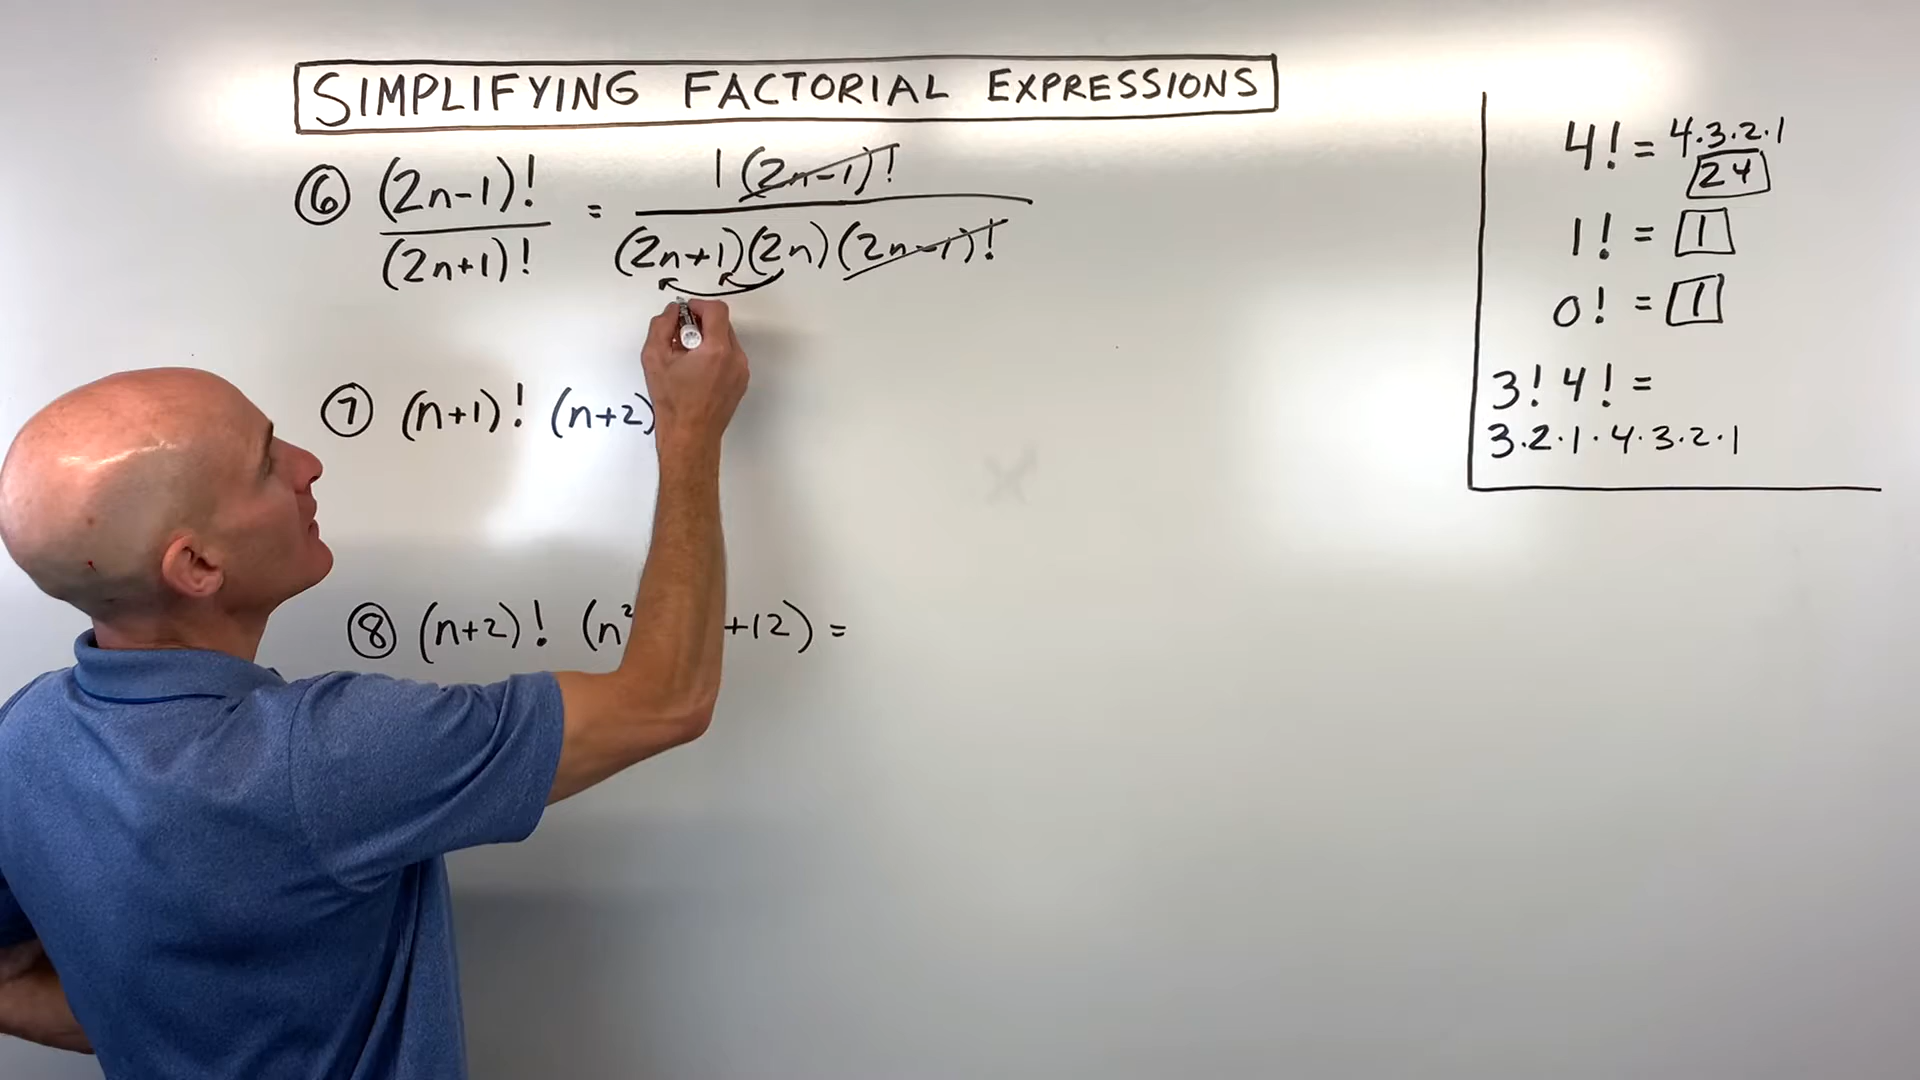 SIMPLIFYING FACTORIAL EXPRESSIONS
⑥ (2n-1)! / (2n+1)! = 1(2n-1)! / (2n+1)(2n)(2n-1)!
⑦ (n+1)! (n+2)
⑧ (n+2)! (n² +12) =
4! = 4.3.2.1
24
1! = 1
0! = 1
3! 4! =
3.2.1.4.3.2.1